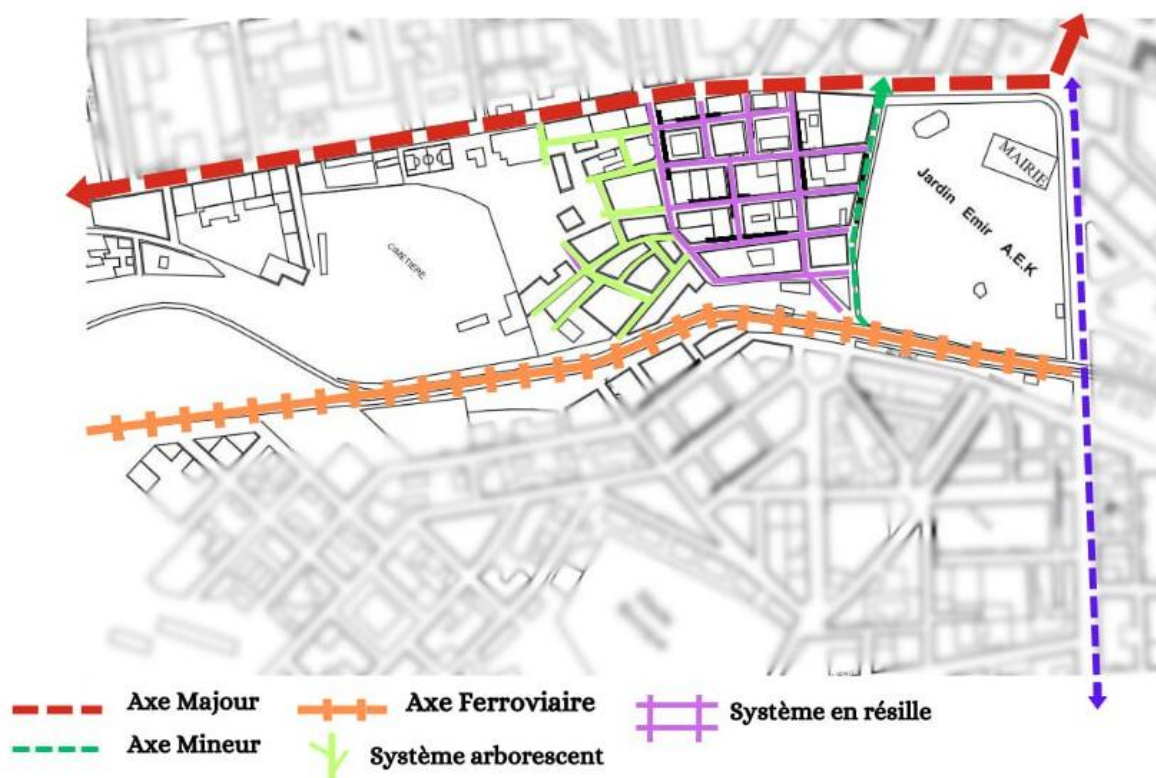 MAIRIE
Jardin Emir A.E.K
CIMETIERE
Axe Majour
Axe Ferroviaire
Système en résille
Axe Mineur
Système arborescent